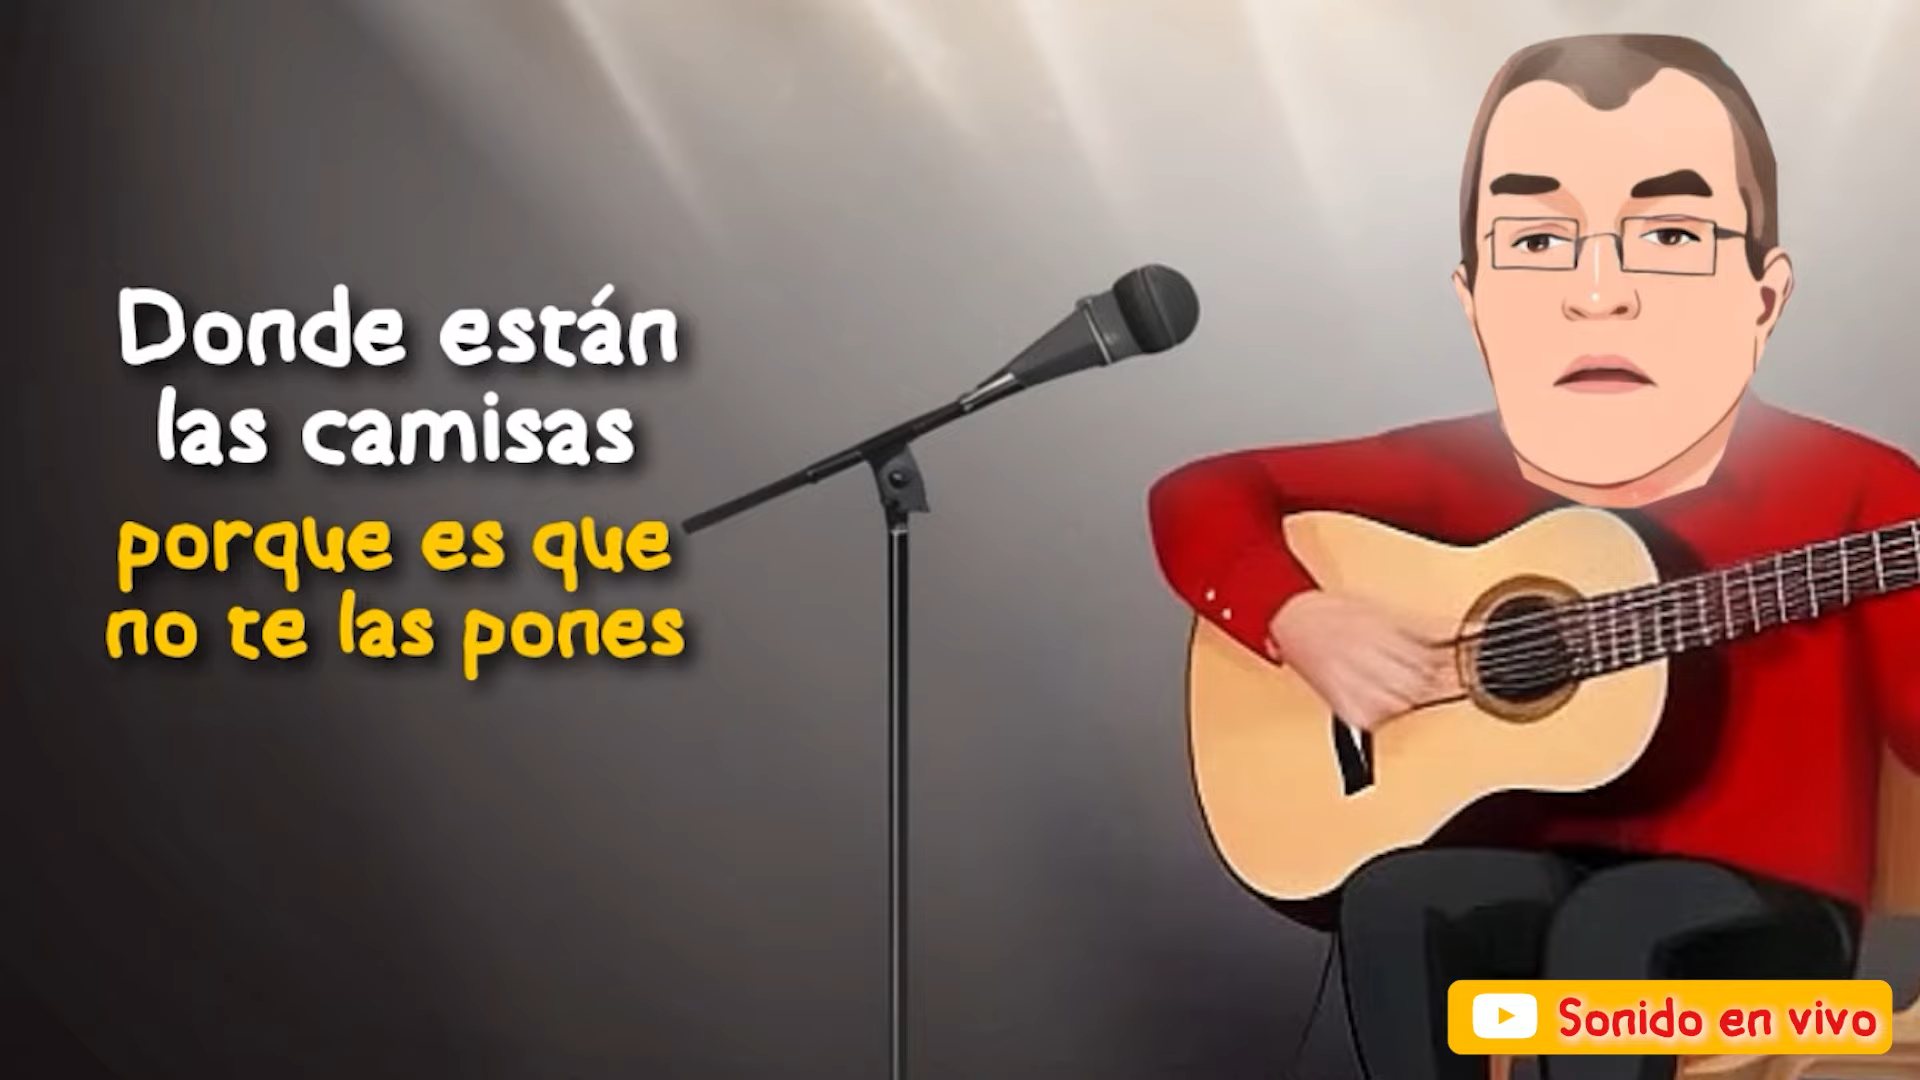 Donde están
las camisas
porque es que
no te las pones
Sonido en vivo